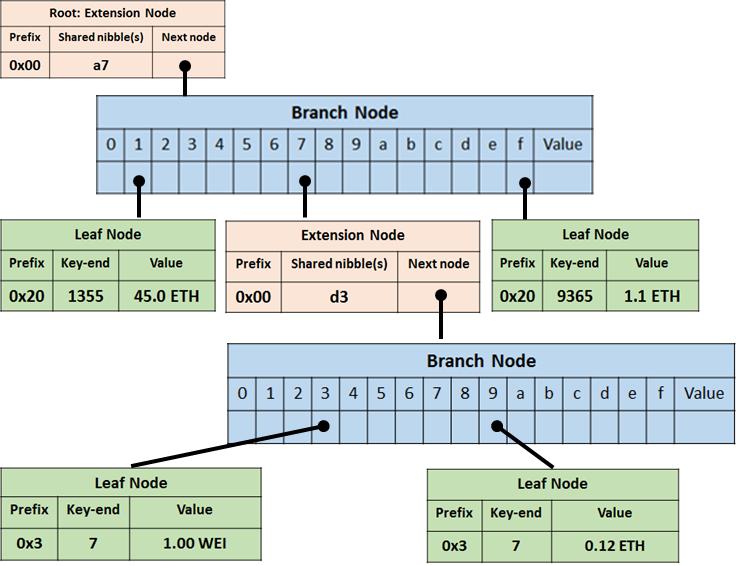 Root: Extension Node
Prefix Shared nibble(s) Next node
0x00 a7
Branch Node
0 1 2 3 4 5 6 7 8 9 a b c d e f Value
Leaf Node
Prefix Key-end Value
0x20 1355 45.0 ETH
Extension Node
Prefix Shared nibble(s) Next node
0x00 d3
Leaf Node
Prefix Key-end Value
0x20 9365 1.1 ETH
Branch Node
0 1 2 3 4 5 6 7 8 9 a b c d e f Value
Leaf Node
Prefix Key-end Value
0x3 7 1.00 WEI
Leaf Node
Prefix Key-end Value
0x3 7 0.12 ETH